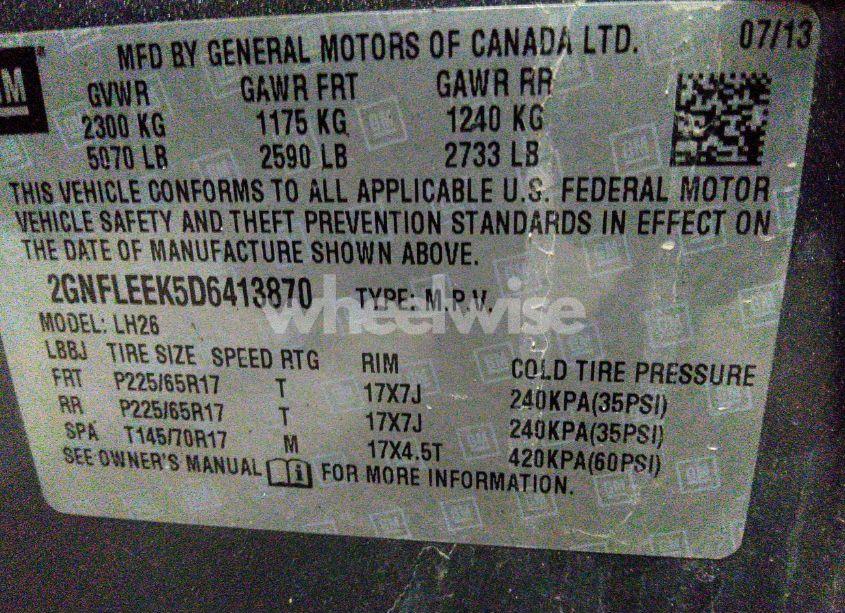 GM
MFD BY GENERAL MOTORS OF CANADA LTD. 07/13
GVWR GAWR FRT GAWR RR
2300 KG 1175 KG 1240 KG
5070 LB 2590 LB 2733 LB
THIS VEHICLE CONFORMS TO ALL APPLICABLE U.S. FEDERAL MOTOR
VEHICLE SAFETY AND THEFT PREVENTION STANDARDS IN EFFECT ON
THE DATE OF MANUFACTURE SHOWN ABOVE.
2GNFLEEK5D6413870 TYPE: M.P.V.
wheelwise
MODEL: LH26
LBBJ TIRE SIZE SPEED RTG RIM COLD TIRE PRESSURE
FRT P225/65R17 T 17X7J 240KPA(35PSI)
RR P225/65R17 T 17X7J 240KPA(35PSI)
SPA T145/70R17 M 17X4.5T 420KPA(60PSI)
SEE OWNER'S MANUAL i FOR MORE INFORMATION.